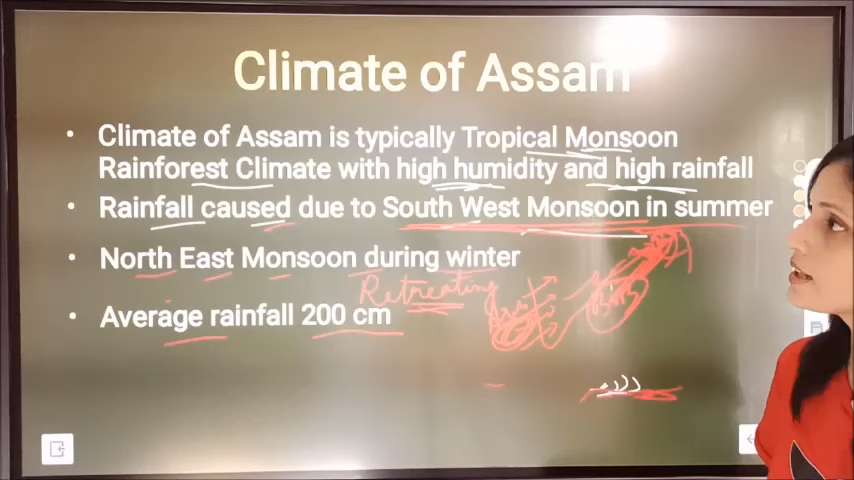 Climate of Assam
• Climate of Assam is typically Tropical Monsoon
Rainforest Climate with high humidity and high rainfall
• Rainfall caused due to South West Monsoon in summer
• North East Monsoon during winter
Retreating
• Average rainfall 200 cm